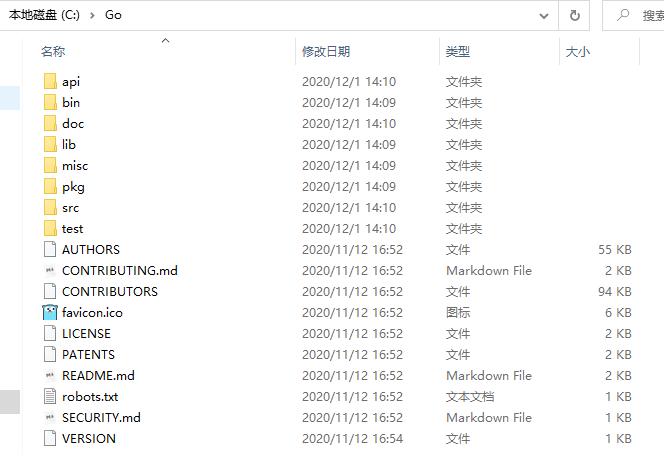 本地磁盘 (C:) > Go 搜索
名称 修改日期 类型 大小
api 2020/12/1 14:10 文件夹
bin 2020/12/1 14:09 文件夹
doc 2020/12/1 14:10 文件夹
lib 2020/12/1 14:09 文件夹
misc 2020/12/1 14:09 文件夹
pkg 2020/12/1 14:09 文件夹
src 2020/12/1 14:10 文件夹
test 2020/12/1 14:10 文件夹
AUTHORS 2020/11/12 16:52 文件 55 KB
CONTRIBUTING.md 2020/11/12 16:52 Markdown File 2 KB
CONTRIBUTORS 2020/11/12 16:52 文件 94 KB
favicon.ico 2020/11/12 16:52 图标 6 KB
LICENSE 2020/11/12 16:52 文件 2 KB
PATENTS 2020/11/12 16:52 文件 2 KB
README.md 2020/11/12 16:52 Markdown File 2 KB
robots.txt 2020/11/12 16:52 文本文档 1 KB
SECURITY.md 2020/11/12 16:52 Markdown File 1 KB
VERSION 2020/11/12 16:54 文件 1 KB